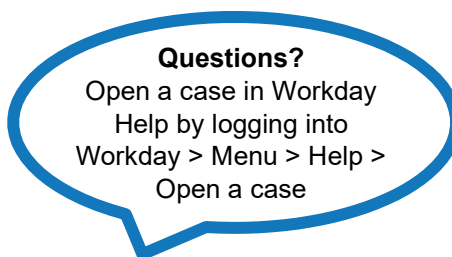 Questions?
Open a case in Workday
Help by logging into
Workday > Menu > Help >
Open a case